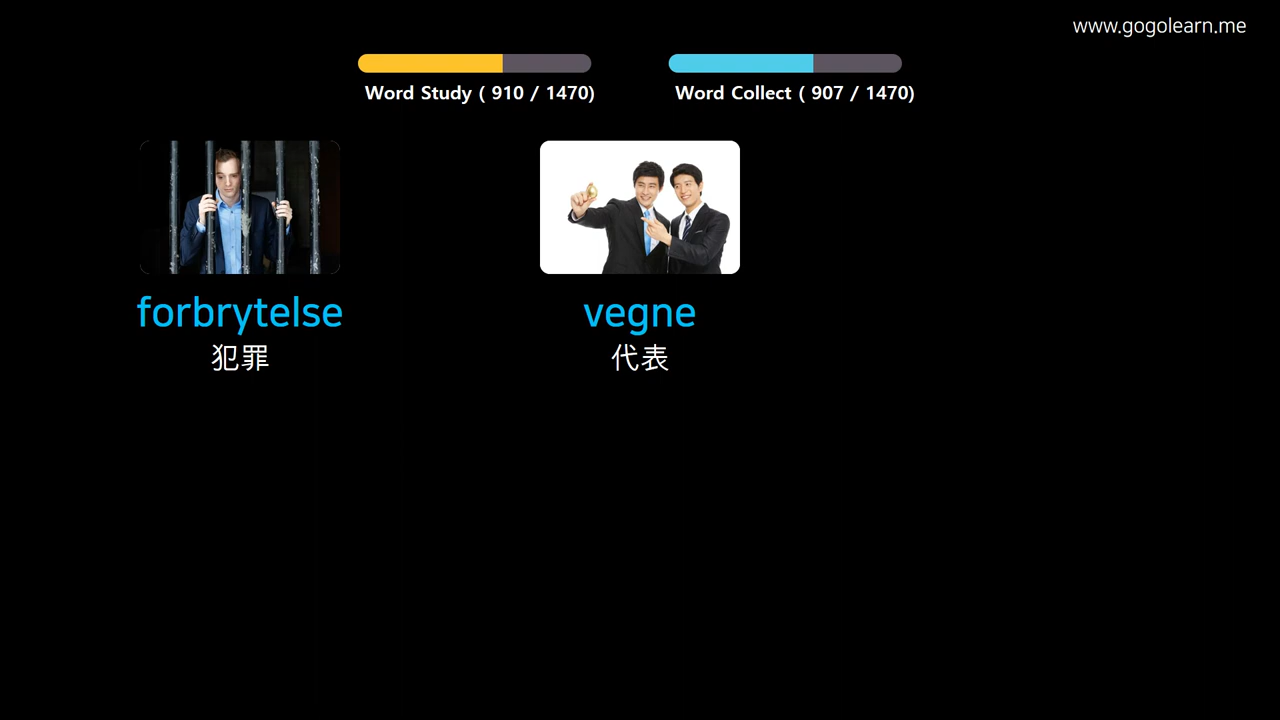 www.gogolearn.me
Word Study ( 910 / 1470)
Word Collect ( 907 / 1470)
forbrytelse
犯罪
vegne
代表